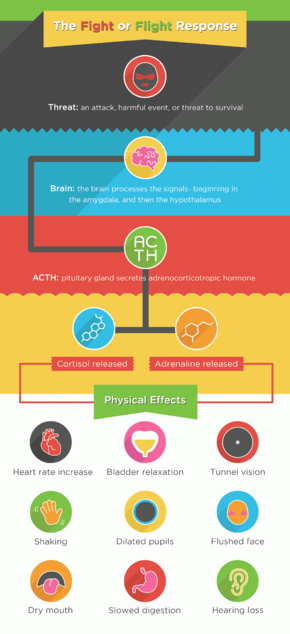 The Fight or Flight Response
Threat: an attack, harmful event, or threat to survival
Brain: the brain processes the signals- beginning in
the amygdala, and then the hypothalamus
AC
TH
ACTH: pituitary gland secretes adrenocorticotropic hormone
Cortisol released
Adrenaline released
Physical Effects
Heart rate increase
Bladder relaxation
Tunnel vision
Shaking
Dilated pupils
Flushed face
Dry mouth
Slowed digestion
Hearing loss